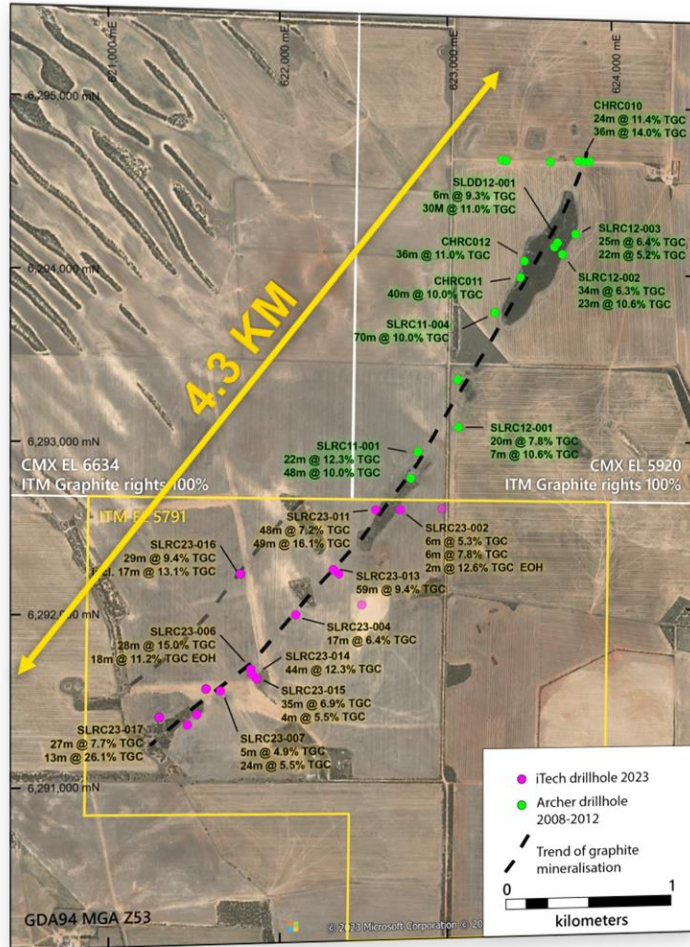 621,000 mE
622,000 mE
623,000 mE
624,000 mE
6,295,000 mN
CHRC010
24m @ 11.4% TGC
36m @ 14.0% TGC
SLDD12-001
6m @ 9.3% TGC
30M @ 11.0% TGC
SLRC12-003
25m @ 6.4% TGC
22m @ 5.2% TGC
CHRC012
36m @ 11.0% TGC
6,294,000 mN
SLRC12-002
34m @ 6.3% TGC
23m @ 10.6% TGC
CHRC011
40m @ 10.0% TGC
SLRC11-004
70m @ 10.0% TGC
4.3 KM
6,293,000 mN
SLRC11-001
22m @ 12.3% TGC
48m @ 10.0% TGC
SLRC12-001
20m @ 7.8% TGC
7m @ 10.6% TGC
CMX EL 6634
ITM Graphite rights 100%
CMX EL 5920
ITM Graphite rights 100%
ITM EL 5791
SLRC23-011
48m @ 7.2% TGC
49m @ 16.1% TGC
SLRC23-002
6m @ 5.3% TGC
6m @ 7.8% TGC
2m @ 12.6% TGC EOH
SLRC23-016
29m @ 9.4% TGC
incl. 17m @ 13.1% TGC
SLRC23-013
59m @ 9.4% TGC
6,292,000 mN
SLRC23-004
17m @ 6.4% TGC
SLRC23-006
28m @ 15.0% TGC
18m @ 11.2% TGC EOH
SLRC23-014
44m @ 12.3% TGC
SLRC23-015
35m @ 6.9% TGC
4m @ 5.5% TGC
SLRC23-017
27m @ 7.7% TGC
13m @ 26.1% TGC
SLRC23-007
5m @ 4.9% TGC
24m @ 5.5% TGC
6,291,000 mN
iTech drillhole 2023
Archer drillhole
2008-2012
Trend of graphite
mineralisation
0
1
kilometers
GDA94 MGA Z53
© 2023 Microsoft Corporation © 20